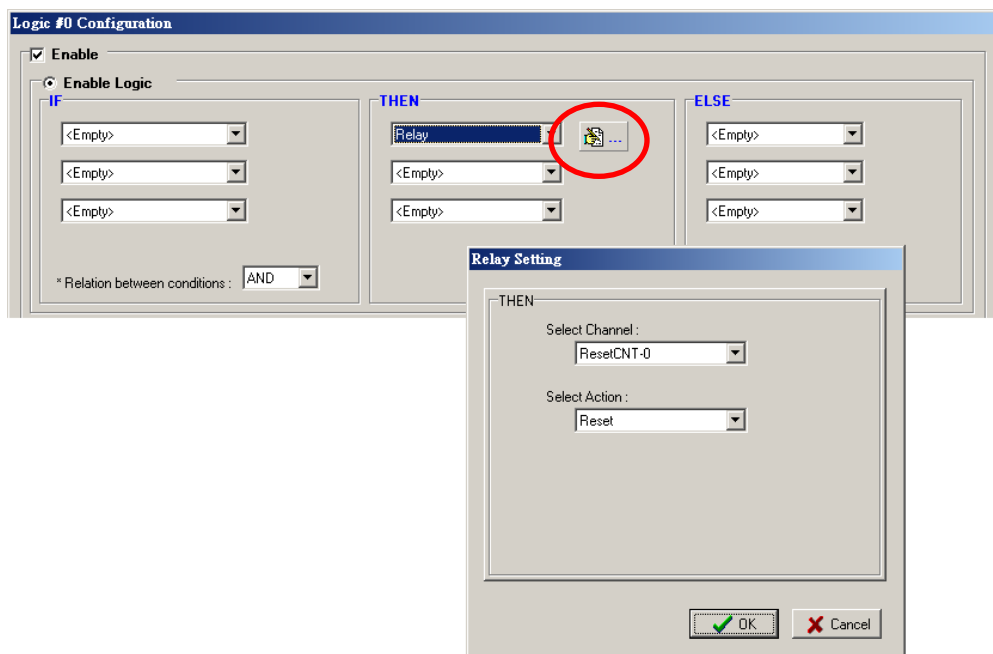 Logic #0 Configuration
Enable
Enable Logic
IF THEN ELSE
<Empty> Relay ... <Empty>
<Empty> <Empty> <Empty>
<Empty> <Empty> <Empty>
* Relation between conditions : AND
Relay Setting
THEN
Select Channel :
ResetCNT-0
Select Action :
Reset
OK Cancel